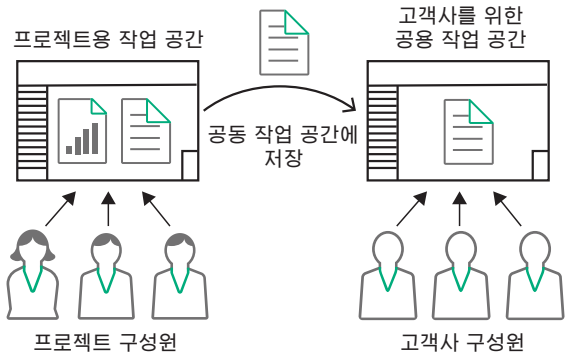 프로젝트용 작업 공간
고객사를 위한
공용 작업 공간
공동 작업 공간에
저장
프로젝트 구성원
고객사 구성원